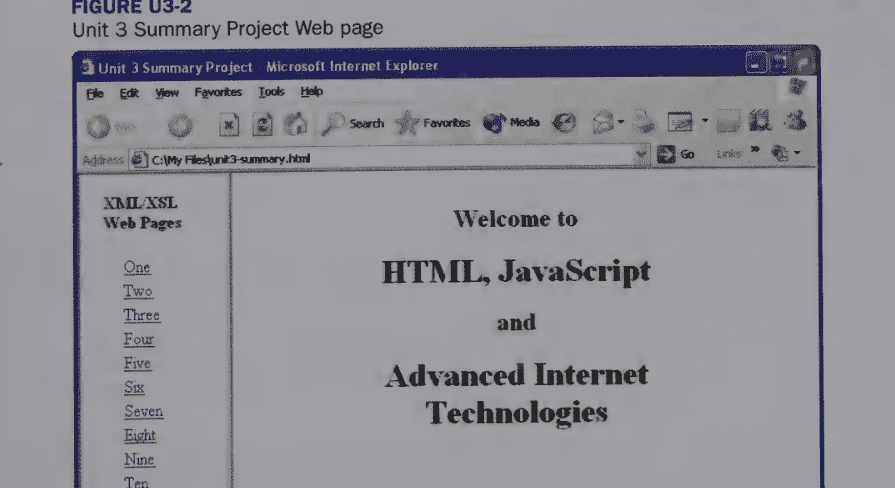 FIGURE U3-2
Unit 3 Summary Project Web page
Unit 3 Summary Project - Microsoft Internet Explorer
File Edit View Favorites Tools Help
Back Search Favorites Media
Address C:\My Files\unit3-summary.html Go Links »
XML/XSL
Web Pages
One
Two
Three
Four
Five
Six
Seven
Eight
Nine
Ten
Welcome to
HTML, JavaScript
and
Advanced Internet
Technologies